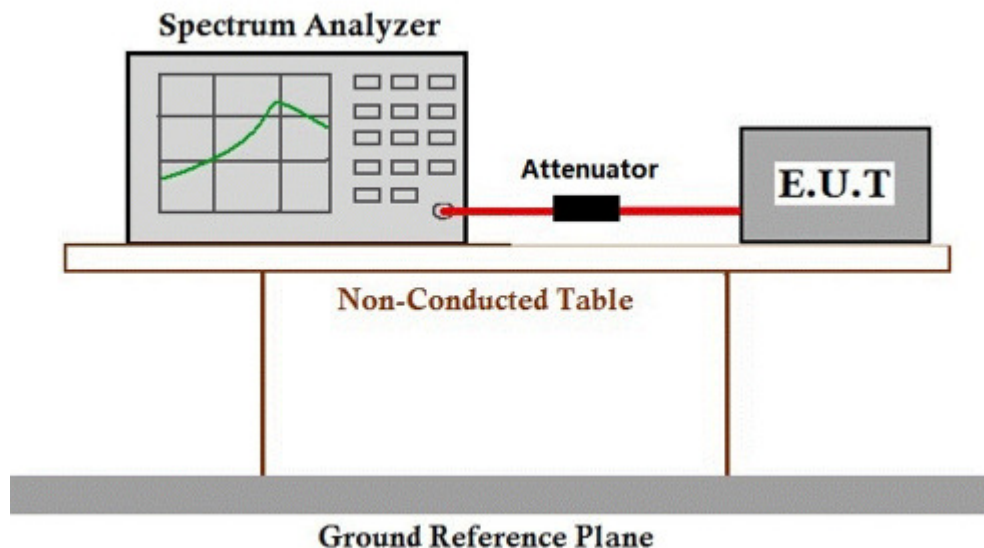 Spectrum Analyzer
Attenuator
E.U.T
Non-Conducted Table
Ground Reference Plane